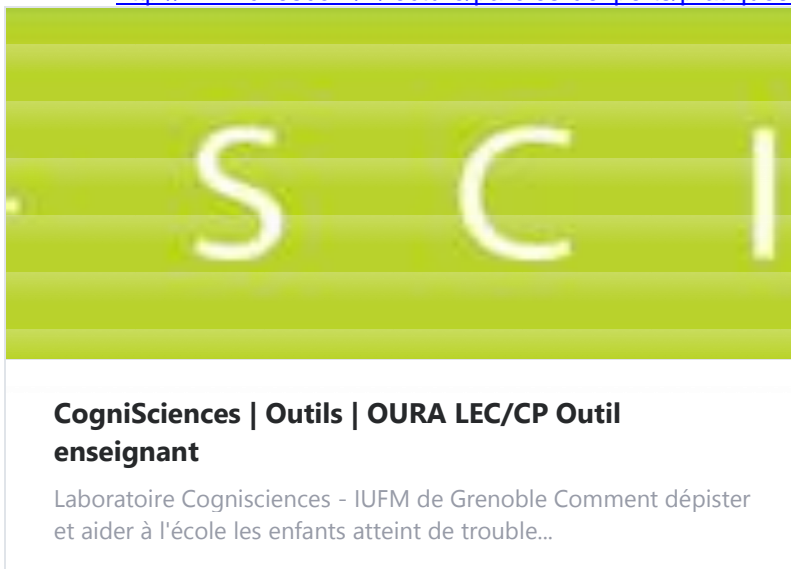 S C I
CogniSciences | Outils | OURA LEC/CP Outil
enseignant
Laboratoire Cognisciences - IUFM de Grenoble Comment dépister
et aider à l'école les enfants atteint de trouble...